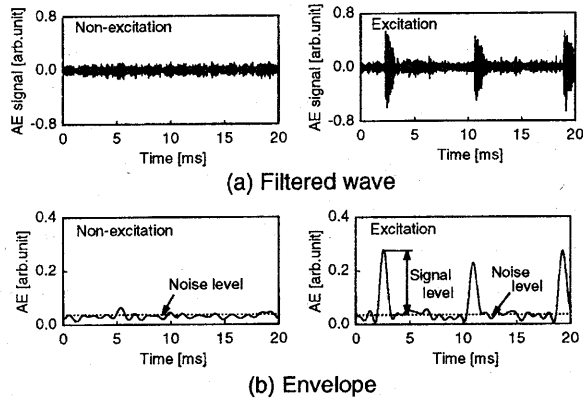 0.8
0.0
-0.8
AE signal [arb.unit]
Non-excitation
0 5 10 15 20
Time [ms]
0.8
0.0
-0.8
AE signal [arb.unit]
Excitation
0 5 10 15 20
Time [ms]
(a) Filtered wave
0.4
0.2
0.0
AE [arb.unit]
Non-excitation
Noise level
0 5 10 15 20
Time [ms]
0.4
0.2
0.0
AE [arb.unit]
Excitation
Signal
level
Noise
level
0 5 10 15 20
Time [ms]
(b) Envelope